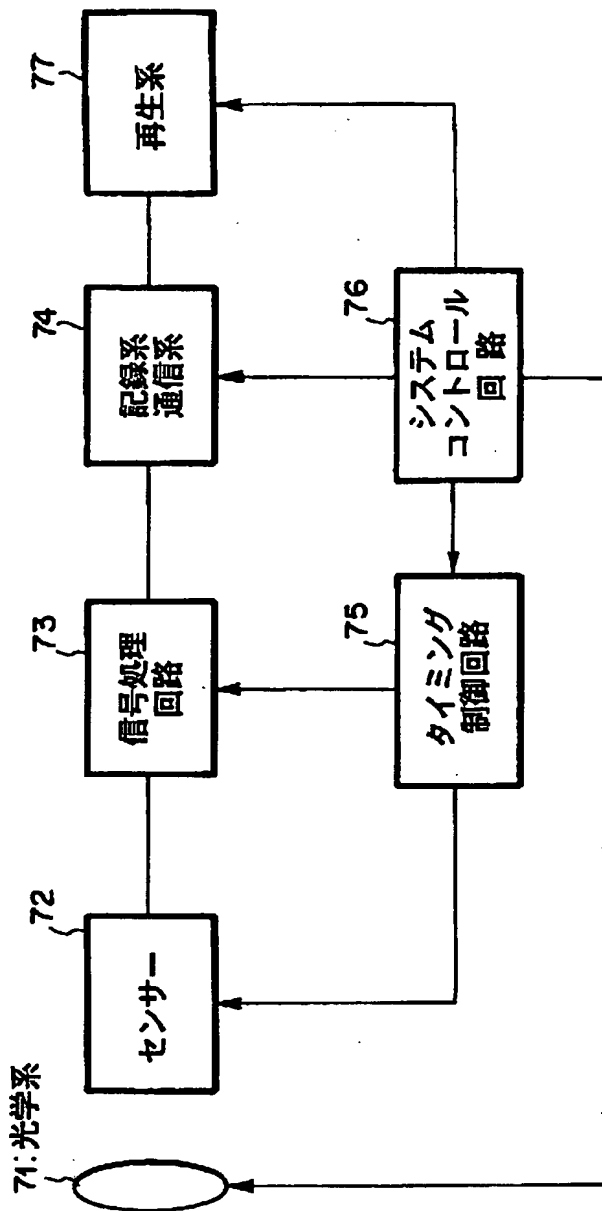 71:光学系
72
センサー
73
信号処理
回路
74
記録系
通信系
77
再生系
75
タイミング
制御回路
76
システム
コントロール
回路